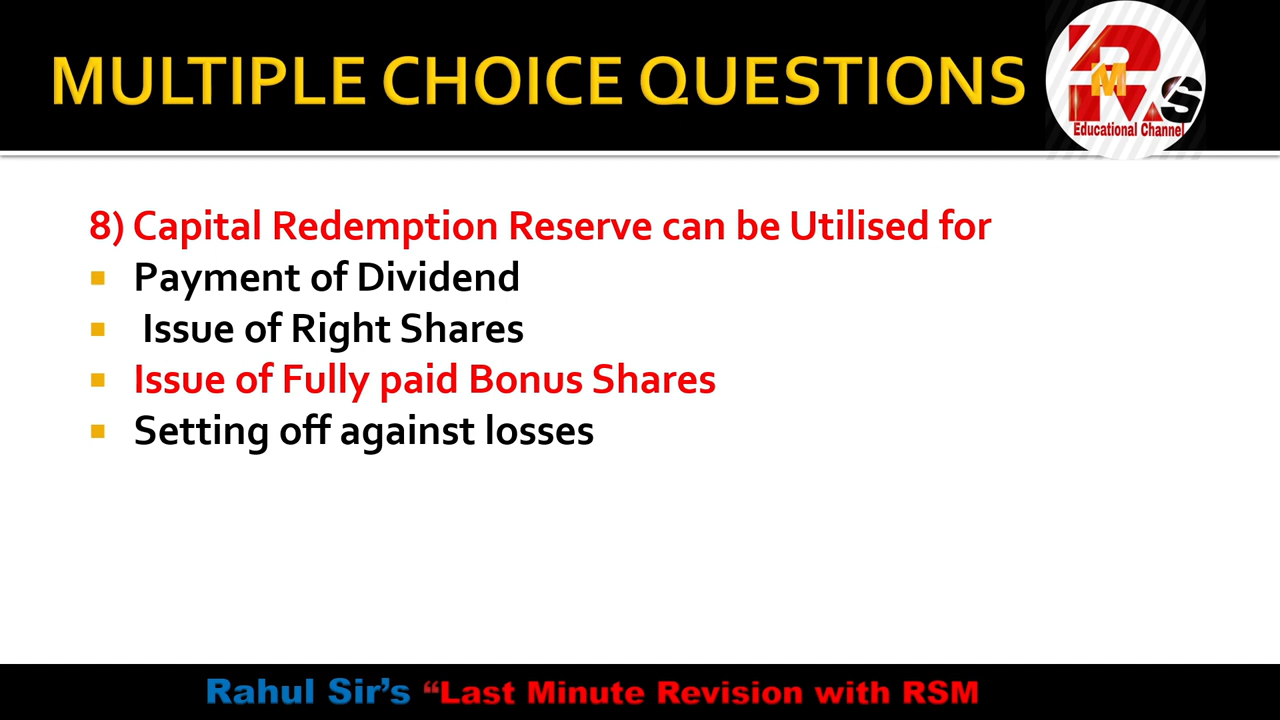 MULTIPLE CHOICE QUESTIONS
RMS
Educational Channel
8) Capital Redemption Reserve can be Utilised for
Payment of Dividend
Issue of Right Shares
Issue of Fully paid Bonus Shares
Setting off against losses
Rahul Sir's “Last Minute Revision with RSM